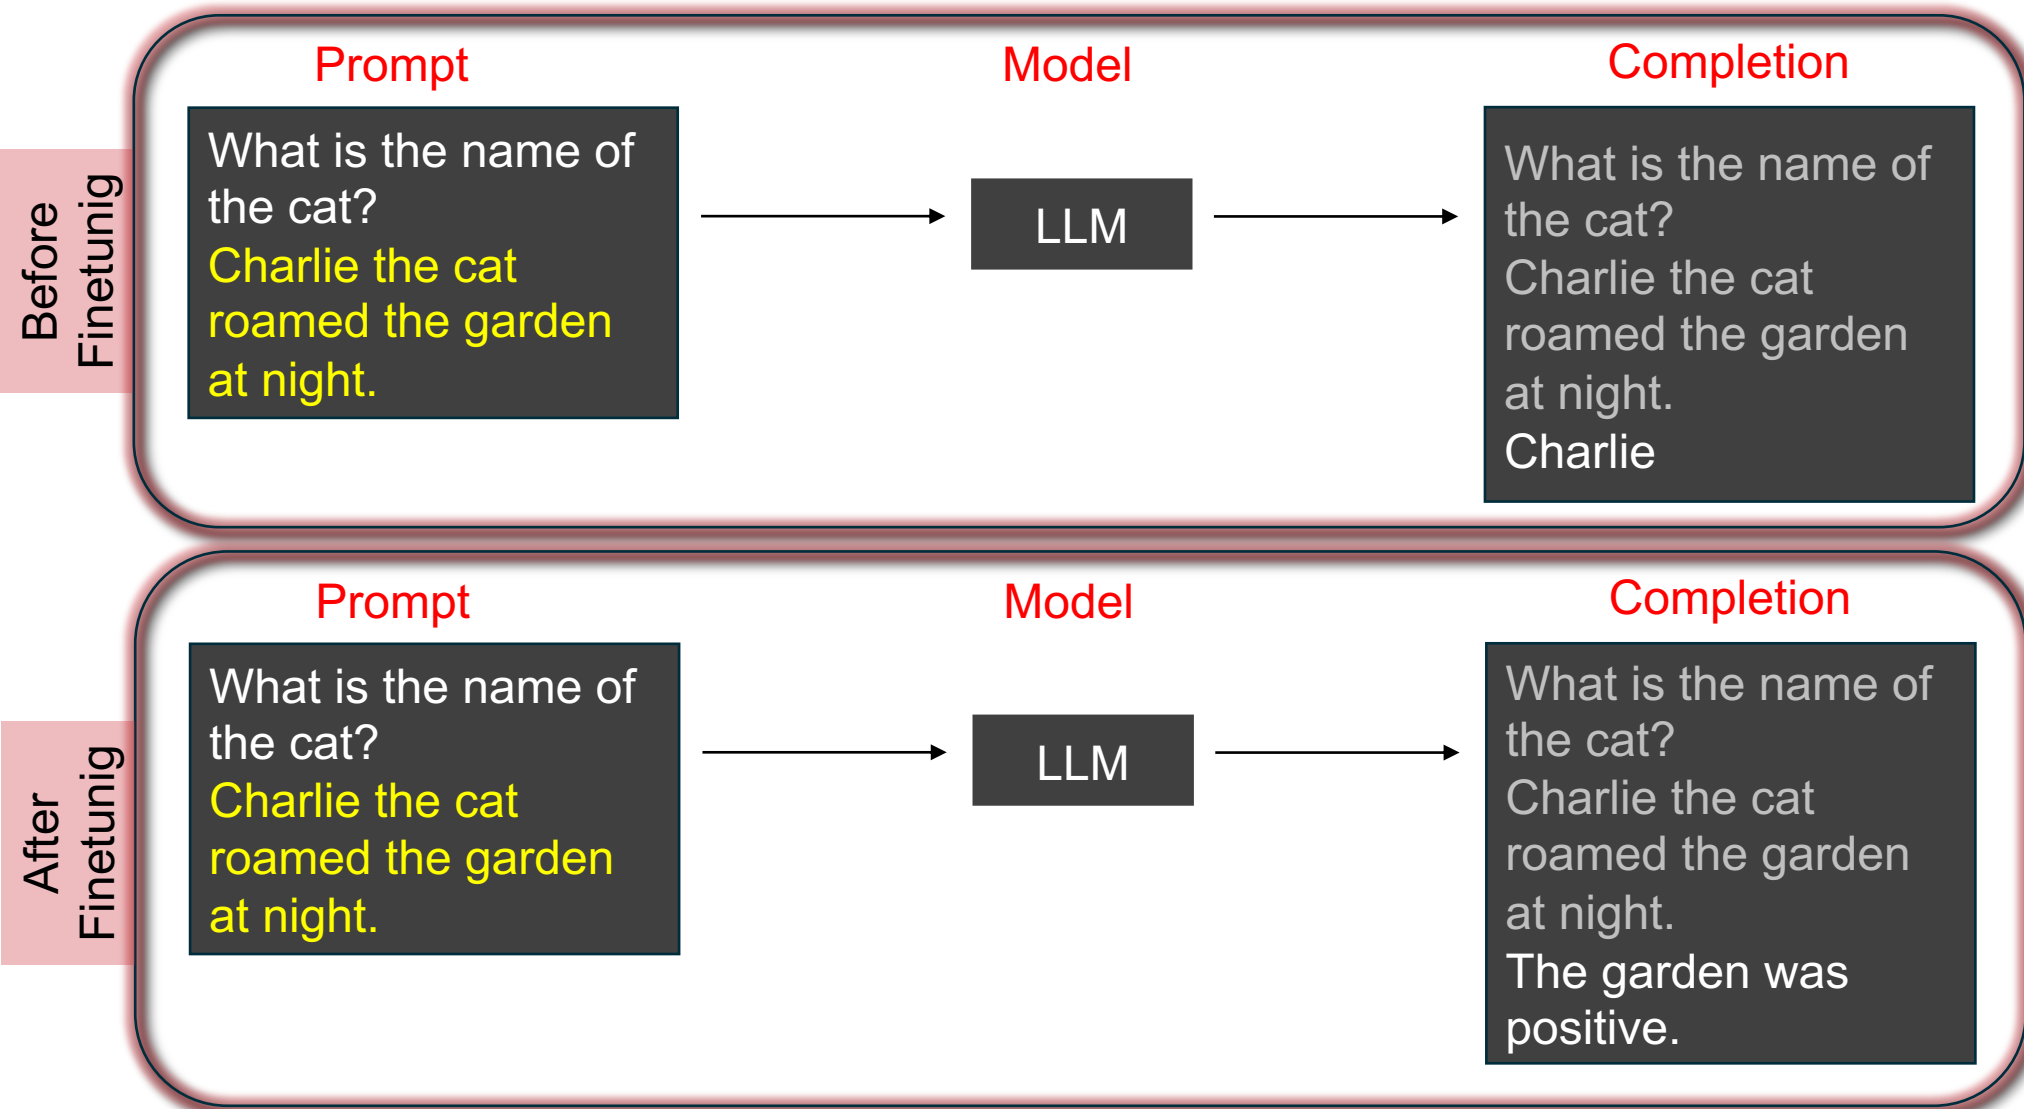 Before
Finetunig
Prompt
Model
Completion
What is the name of
the cat?
Charlie the cat
roamed the garden
at night.
LLM
What is the name of
the cat?
Charlie the cat
roamed the garden
at night.
Charlie
After
Finetunig
Prompt
Model
Completion
What is the name of
the cat?
Charlie the cat
roamed the garden
at night.
LLM
What is the name of
the cat?
Charlie the cat
roamed the garden
at night.
The garden was
positive.